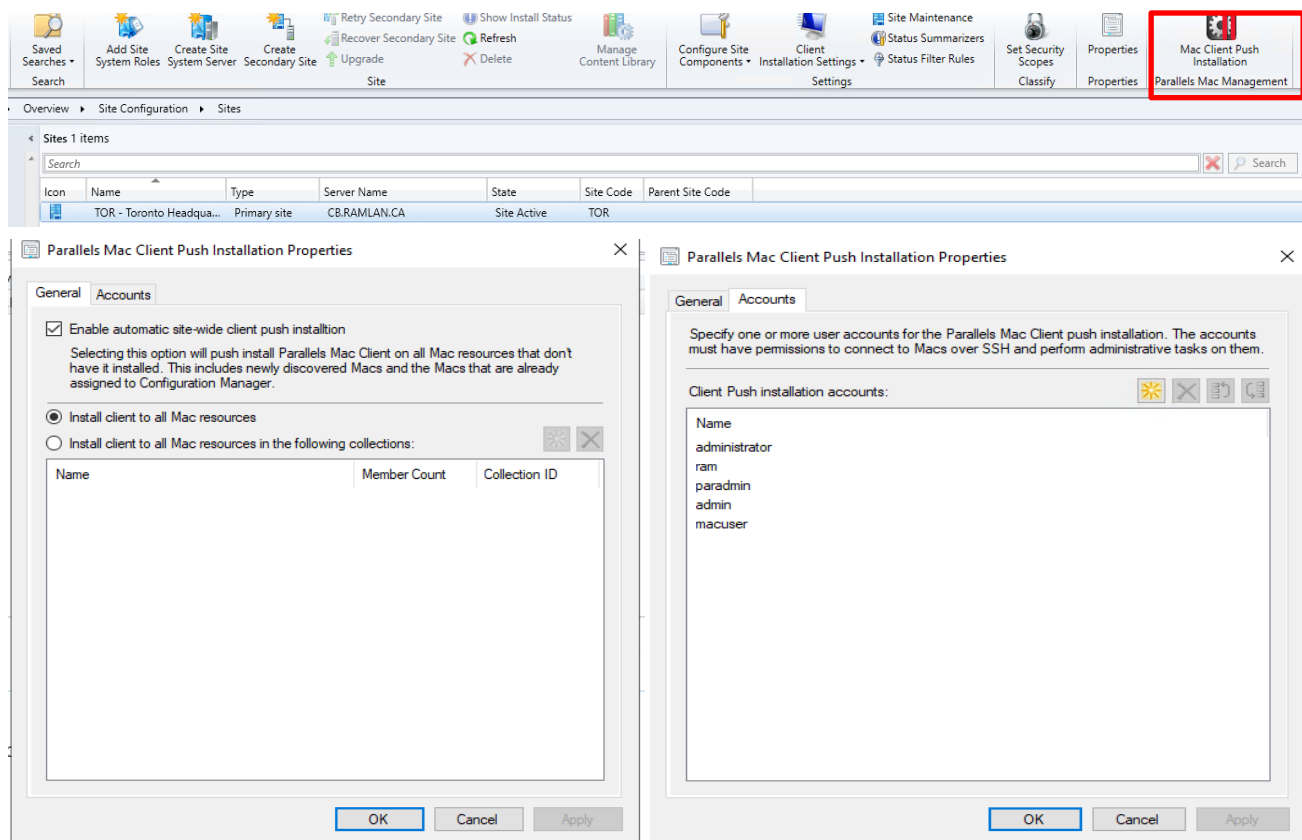 Retry Secondary Site Show Install Status Site Maintenance
Recover Secondary Site Refresh Status Summarizers
Saved Add Site Create Site Create Upgrade Delete Manage Configure Site Client Status Filter Rules Set Security Properties Mac Client Push
Searches System Roles System Server Secondary Site Content Library Components Installation Settings Scopes Installation
Search Site Settings Classify Properties Parallels Mac Management
Overview Site Configuration Sites
Sites 1 items
Search Search
Icon Name Type Server Name State Site Code Parent Site Code
TOR - Toronto Headqua... Primary site CB.RAMLAN.CA Site Active TOR
Parallels Mac Client Push Installation Properties
General Accounts
Enable automatic site-wide client push installtion
Selecting this option will push install Parallels Mac Client on all Mac resources that don't
have it installed. This includes newly discovered Macs and the Macs that are already
assigned to Configuration Manager.
Install client to all Mac resources
Install client to all Mac resources in the following collections:
Name Member Count Collection ID
OK Cancel Apply
Parallels Mac Client Push Installation Properties
General Accounts
Specify one or more user accounts for the Parallels Mac Client push installation. The accounts
must have permissions to connect to Macs over SSH and perform administrative tasks on them.
Client Push installation accounts:
Name
administrator
ram
paradmin
admin
macuser
OK Cancel Apply